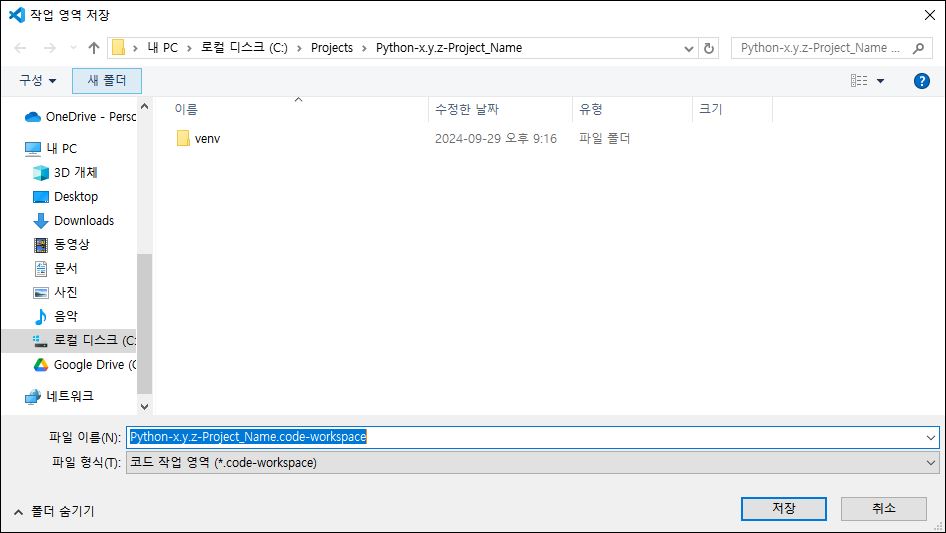 작업 영역 저장
내 PC > 로컬 디스크 (C:) > Projects > Python-x.y.z-Project_Name
Python-x.y.z-Project_Name ...
구성 새 폴더
이름 수정한 날짜 유형 크기
venv 2024-09-29 오후 9:16 파일 폴더
OneDrive - Perso
내 PC
3D 개체
Desktop
Downloads
동영상
문서
사진
음악
로컬 디스크 (C:
Google Drive (G
네트워크
파일 이름(N): Python-x.y.z-Project_Name.code-workspace
파일 형식(T): 코드 작업 영역 (*.code-workspace)
폴더 숨기기 저장 취소